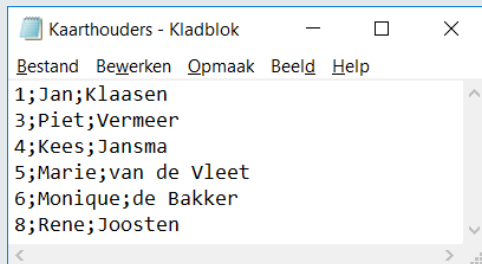 Kaarthouders - Kladblok
Bestand Bewerken Opmaak Beeld Help
1;Jan;Klaasen
3;Piet;Vermeer
4;Kees;Jansma
5;Marie;van de Vleet
6;Monique;de Bakker
8;Rene;Joosten